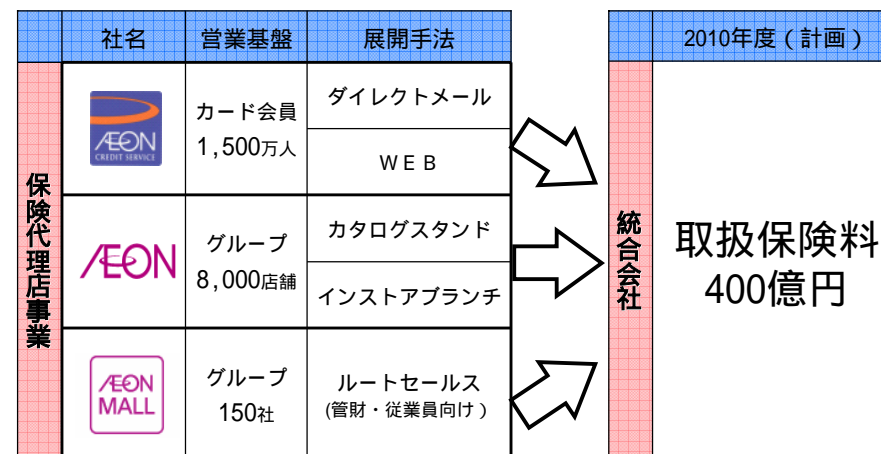 社名 営業基盤 展開手法 2010年度(計画)
保険代理店事業
ÆON
CREDIT SERVICE
カード会員
1,500万人
ダイレクトメール
WEB
ÆON
グループ
8,000店舗
カタログスタンド
インストアブランチ
ÆON
MALL
グループ
150社
ルートセールス
(管財・従業員向け)
統合会社
取扱保険料
400億円